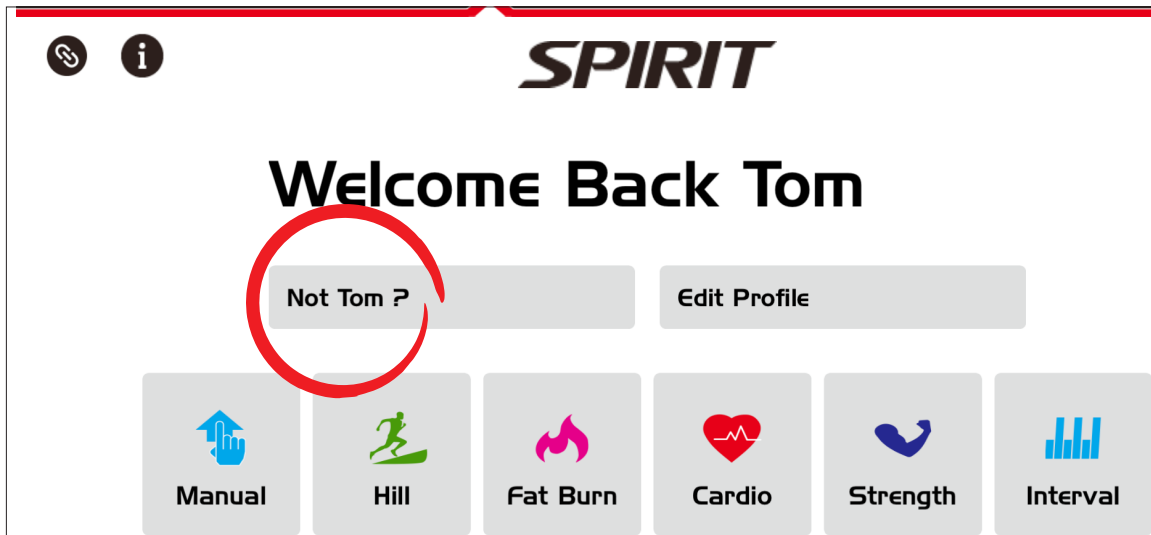 SPIRIT
Welcome Back Tom
Not Tom ?
Edit Profile
Manual
Hill
Fat Burn
Cardio
Strength
Interval